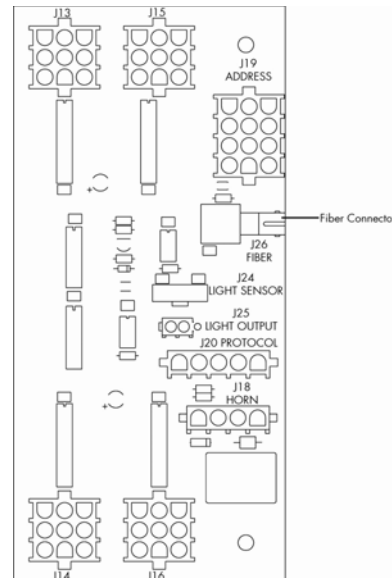 J13
J15
J19
ADDRESS
Fiber Connecto
J26
FIBER
J24
LIGHT SENSOR
J25
LIGHT OUTPUT
J20 PROTOCOL
J18
HORN
J14
J16